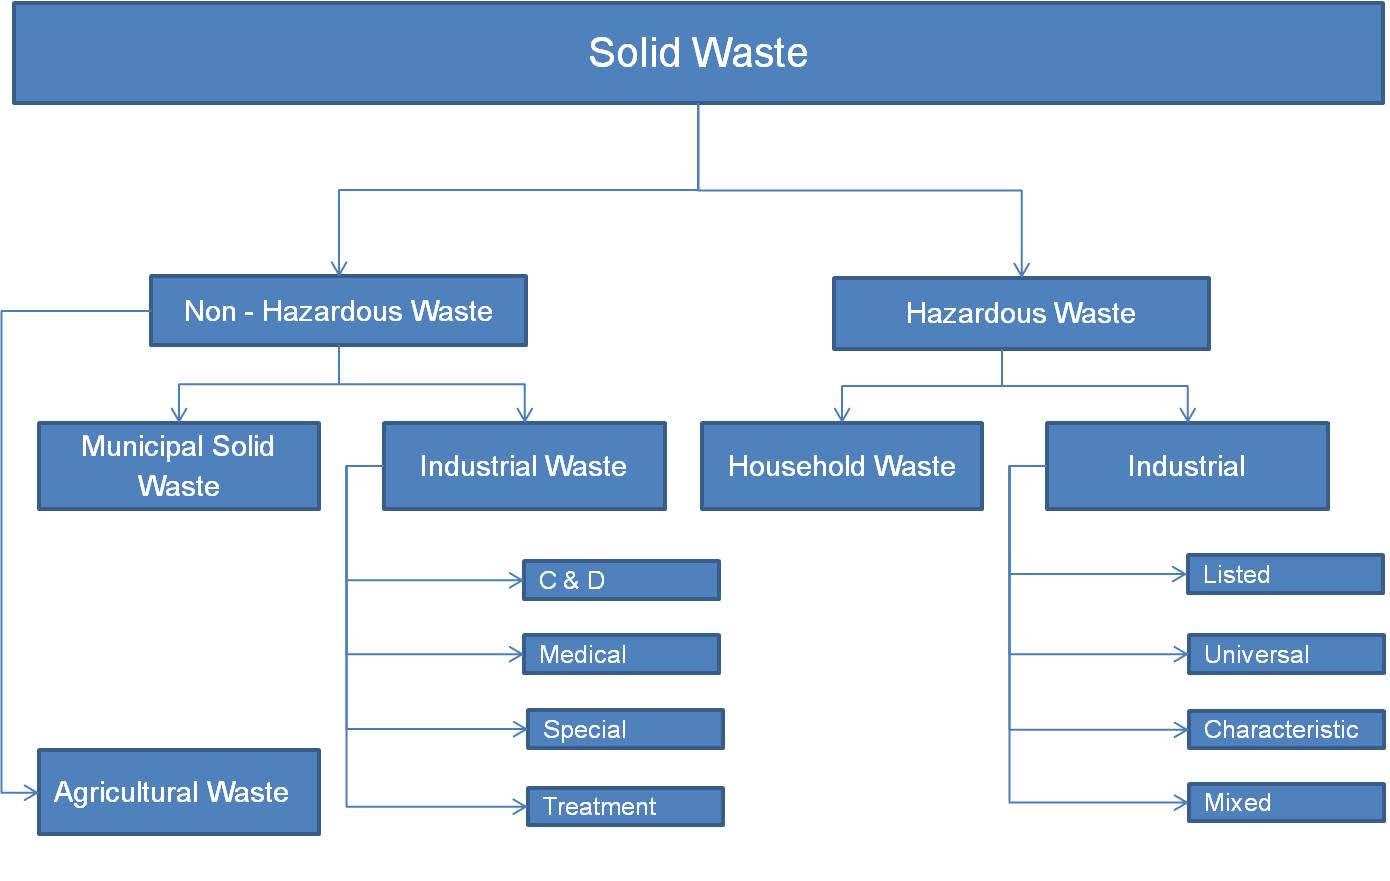 Solid Waste
Non - Hazardous Waste
Hazardous Waste
Municipal Solid
Waste
Industrial Waste
Household Waste
Industrial
C & D
Listed
Medical
Universal
Special
Characteristic
Agricultural Waste
Treatment
Mixed